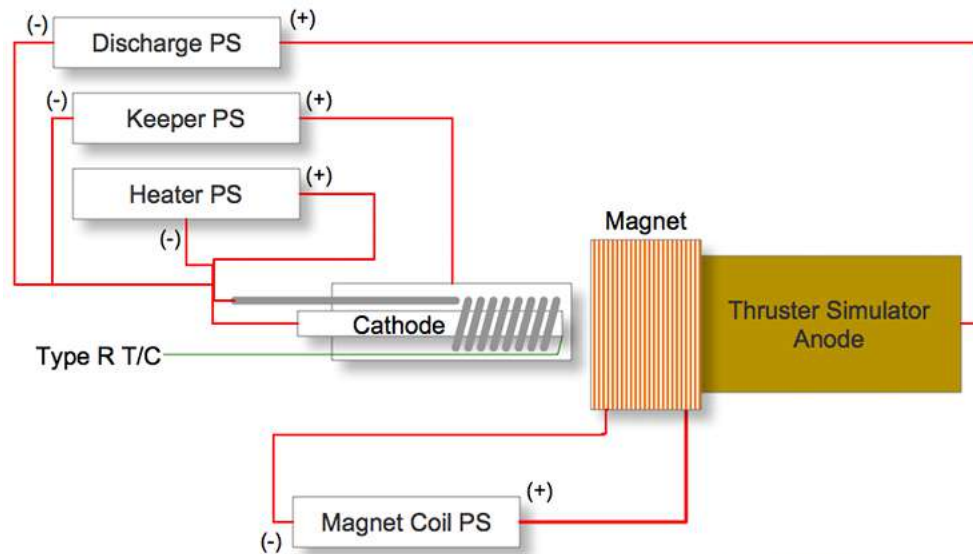 (-)
(+)
Discharge PS
(-)
(+)
Keeper PS
(+)
Heater PS
(-)
Magnet
Cathode
Thruster Simulator
Anode
Type R T/C
(+)
Magnet Coil PS
(-)